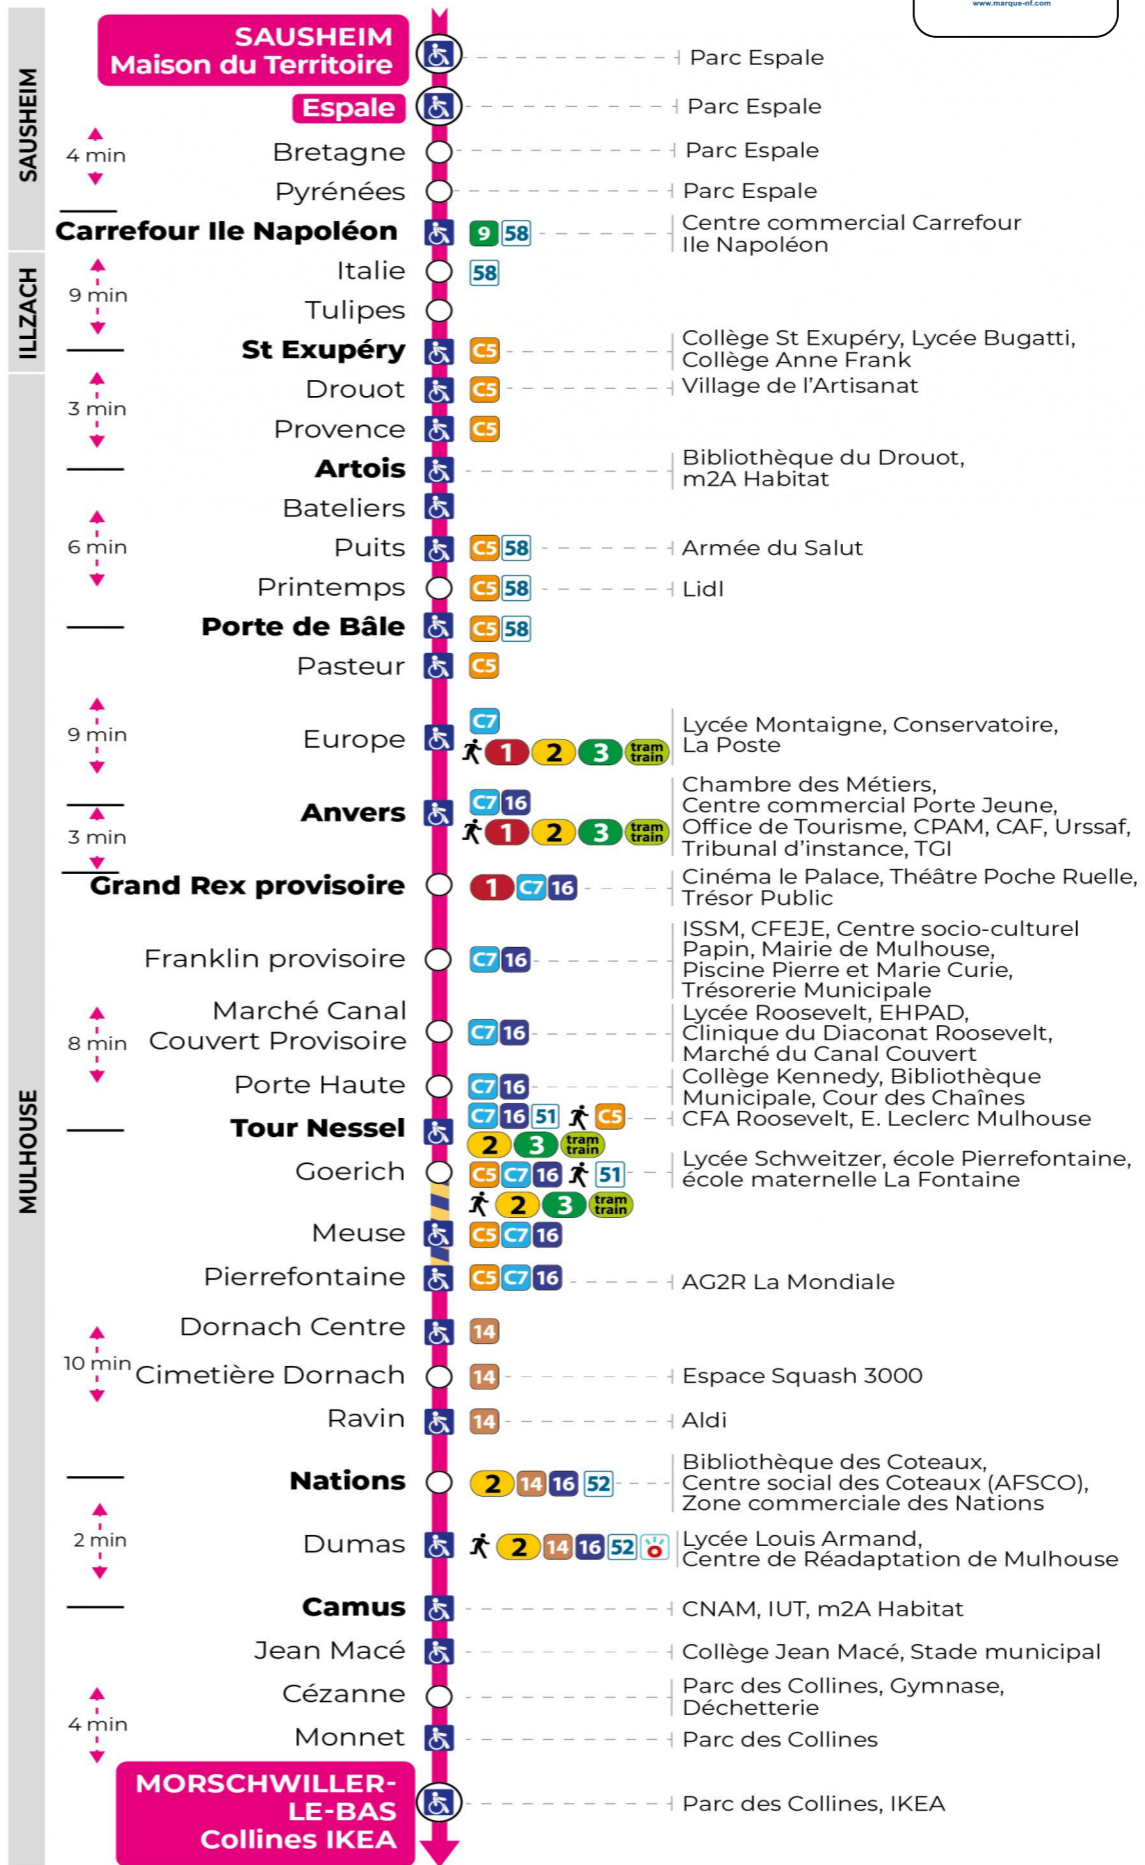 www.marque-nf.com
SAUSHEIM
Maison du Territoire
Parc Espale
Espale
Parc Espale
SAUSHEIM
4 min
Bretagne
Parc Espale
Pyrénées
Parc Espale
Carrefour Ile Napoléon
9 58
Centre commercial Carrefour
Ile Napoléon
ILLZACH
9 min
Italie
58
Tulipes
St Exupéry
C5
Collège St Exupéry, Lycée Bugatti,
Collège Anne Frank
MULHOUSE
3 min
Drouot
C5
Village de l'Artisanat
Provence
C5
Artois
Bibliothèque du Drouot,
m2A Habitat
Bateliers
6 min
Puits
C5 58
Armée du Salut
Printemps
C5 58
Lidl
Porte de Bâle
C5 58
Pasteur
C5
9 min
Europe
C7
1 2 3 tram train
Lycée Montaigne, Conservatoire,
La Poste
Anvers
C7 16
1 2 3 tram train
Chambre des Métiers,
Centre commercial Porte Jeune,
Office de Tourisme, CPAM, CAF, Urssaf,
Tribunal d'instance, TGI
3 min
Grand Rex provisoire
1 C7 16
Cinéma le Palace, Théâtre Poche Ruelle,
Trésor Public
Franklin provisoire
C7 16
ISSM, CFEJE, Centre socio-culturel
Papin, Mairie de Mulhouse,
Piscine Pierre et Marie Curie,
Trésorerie Municipale
8 min
Marché Canal
Couvert Provisoire
C7 16
Lycée Roosevelt, EHPAD,
Clinique du Diaconat Roosevelt,
Marché du Canal Couvert
Porte Haute
C7 16
Collège Kennedy, Bibliothèque
Municipale, Cour des Chaînes
Tour Nessel
C7 16 51 C5
2 3 tram train
CFA Roosevelt, E. Leclerc Mulhouse
Goerich
C5 C7 16 51
2 3 tram train
Lycée Schweitzer, école Pierrefontaine,
école maternelle La Fontaine
Meuse
C5 C7 16
Pierrefontaine
C5 C7 16
AG2R La Mondiale
Dornach Centre
14
10 min
Cimetière Dornach
14
Espace Squash 3000
Ravin
14
Aldi
Nations
2 14 16 52
Bibliothèque des Coteaux,
Centre social des Coteaux (AFSCO),
Zone commerciale des Nations
2 min
Dumas
2 14 16 52
Lycée Louis Armand,
Centre de Réadaptation de Mulhouse
Camus
CNAM, IUT, m2A Habitat
Jean Macé
Collège Jean Macé, Stade municipal
4 min
Cézanne
Parc des Collines, Gymnase,
Déchetterie
Monnet
Parc des Collines
MORSCHWILLER-
LE-BAS
Collines IKEA
Parc des Collines, IKEA